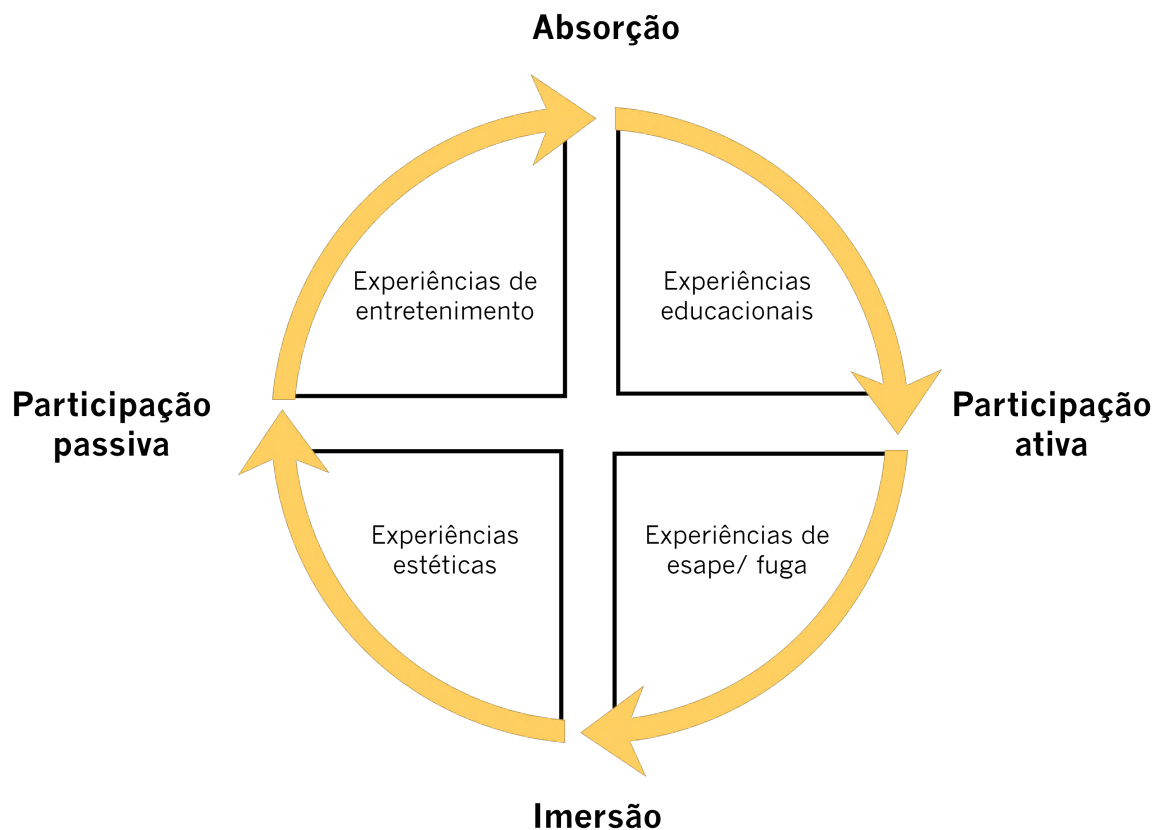 Absorção
Experiências de
entretenimento
Experiências
educacionais
Participação
passiva
Participação
ativa
Experiências
estéticas
Experiências de
esape/ fuga
Imersão